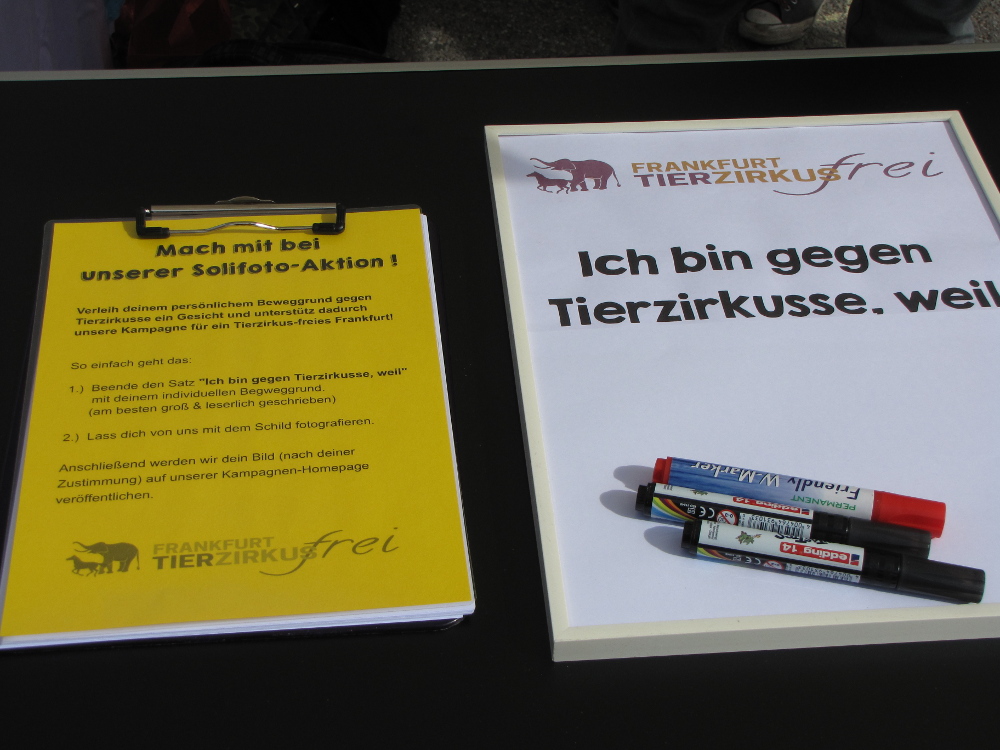 Mach mit bei
unserer Solifoto-Aktion !
Verleih deinem persönlichem Beweggrund gegen
Tierzirkusse ein Gesicht und unterstütz dadurch
unsere Kampagne für ein Tierzirkus-freies Frankfurt!
So einfach geht das:
1.) Beende den Satz "Ich bin gegen Tierzirkusse, weil"
mit deinem individuellen Begweggrund.
(am besten groß & leserlich geschrieben)
2.) Lass dich von uns mit dem Schild fotografieren.
Anschließend werden wir dein Bild (nach deiner
Zustimmung) auf unserer Kampagnen-Homepage
veröffentlichen.
FRANKFURT
TIERZIRKUSfrei
FRANKFURT
TIERZIRKUSfrei
Ich bin gegen
Tierzirkusse, weil
Friendly W-Marker
PERMANENT
edding 14
edding 14